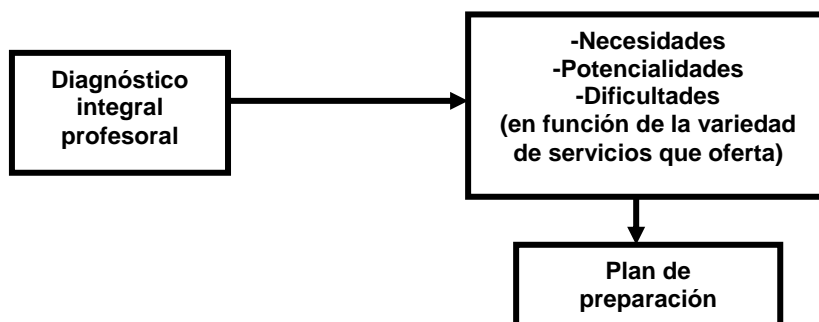 Diagnóstico
integral
profesoral
-Necesidades
-Potencialidades
-Dificultades
(en función de la variedad
de servicios que oferta)
Plan de
preparación